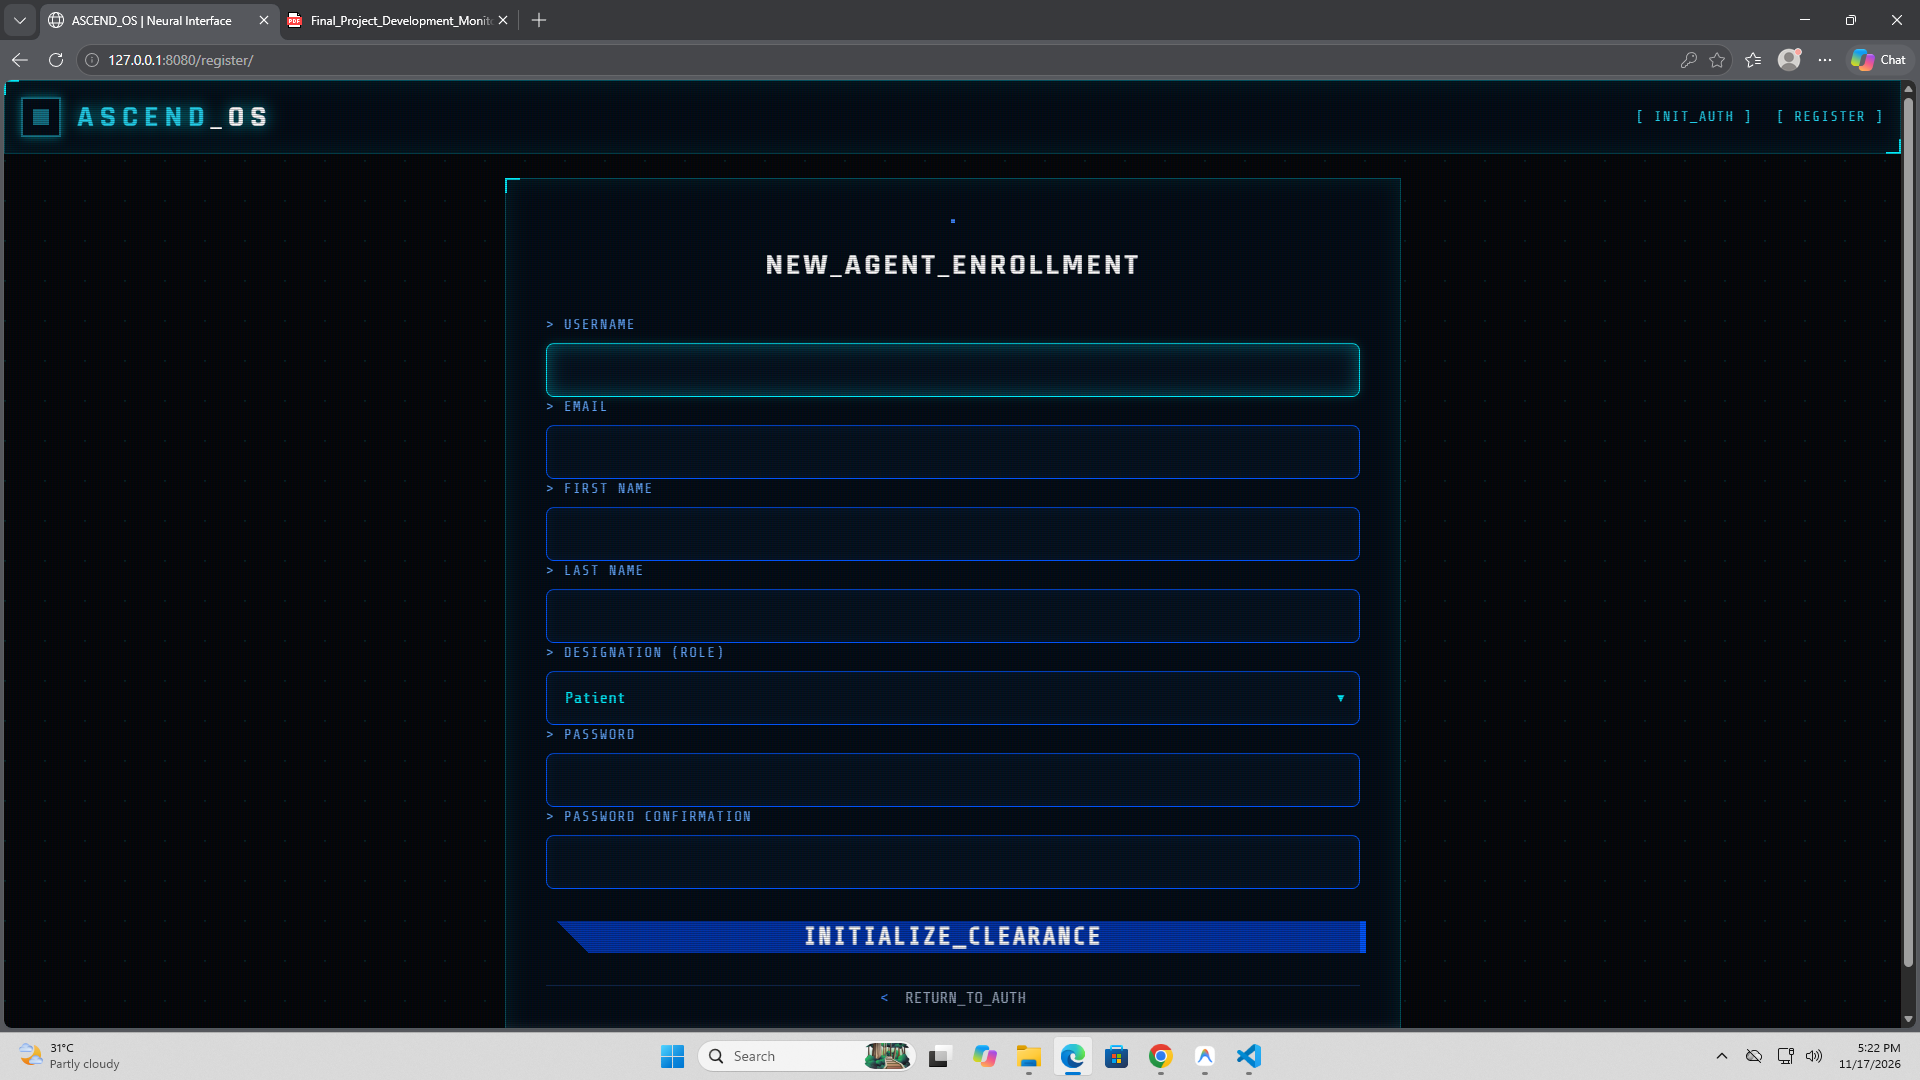 ASCEND_OS | Neural Interface
Final_Project_Development_Monito
127.0.0.1:8080/register/
Chat
ASCEND_OS
[ INIT_AUTH ]
[ REGISTER ]
NEW_AGENT_ENROLLMENT
> USERNAME
> EMAIL
> FIRST NAME
> LAST NAME
> DESIGNATION (ROLE)
Patient
> PASSWORD
> PASSWORD CONFIRMATION
INITIALIZE_CLEARANCE
< RETURN_TO_AUTH
31°C
Partly cloudy
Search
5:22 PM
11/17/2026